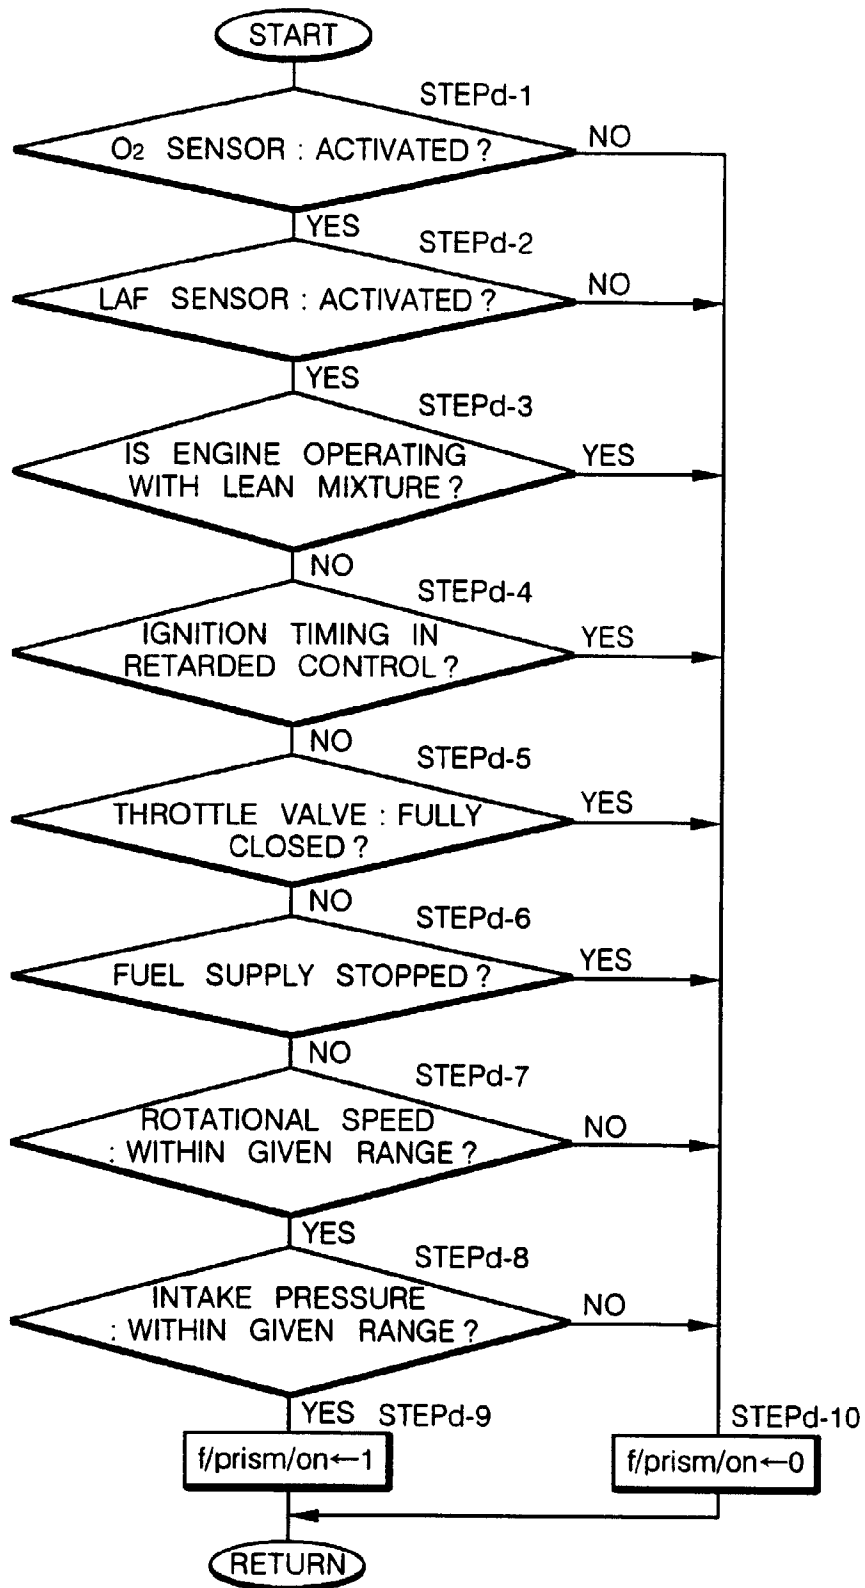 START
STEPd-1
O2 SENSOR : ACTIVATED ?
NO
YES
STEPd-2
LAF SENSOR : ACTIVATED ?
NO
YES
STEPd-3
IS ENGINE OPERATING
WITH LEAN MIXTURE ?
YES
NO
STEPd-4
IGNITION TIMING IN
RETARDED CONTROL ?
YES
NO
STEPd-5
THROTTLE VALVE : FULLY
CLOSED ?
YES
NO
STEPd-6
FUEL SUPPLY STOPPED ?
YES
NO
STEPd-7
ROTATIONAL SPEED
: WITHIN GIVEN RANGE ?
NO
YES
STEPd-8
INTAKE PRESSURE
: WITHIN GIVEN RANGE ?
NO
YES
STEPd-9
STEPd-10
f/prism/on←1
f/prism/on←0
RETURN